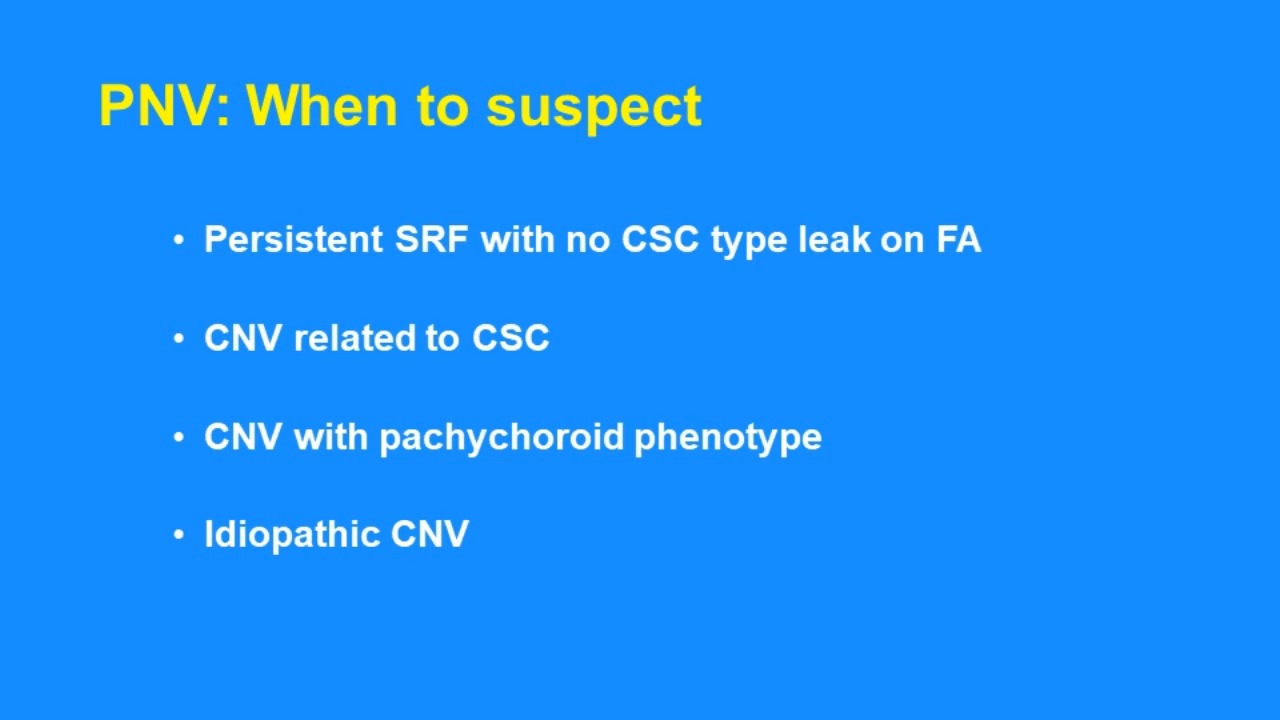 PNV: When to suspect
• Persistent SRF with no CSC type leak on FA
• CNV related to CSC
• CNV with pachychoroid phenotype
• Idiopathic CNV